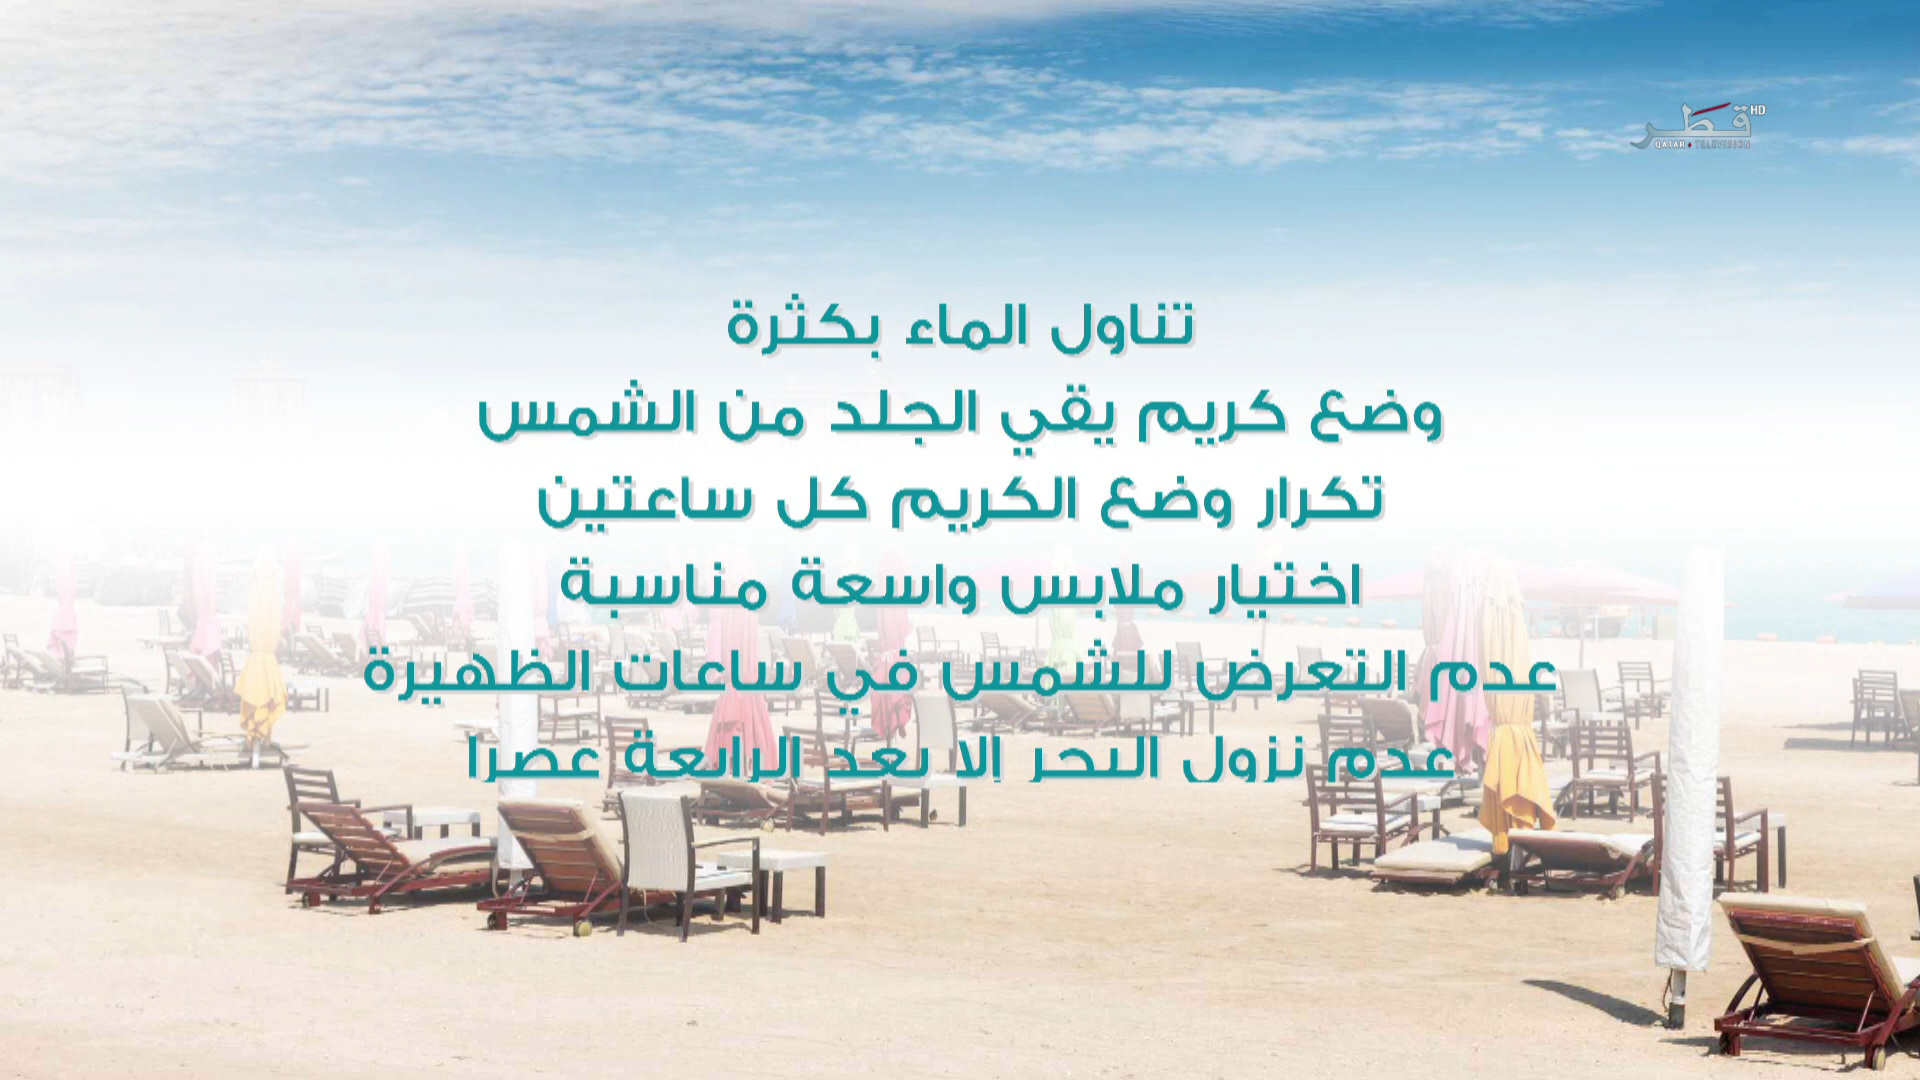 قطر HD
QATAR TELEVISION
تناول الماء بكثرة
وضع كريم يقي الجلد من الشمس
تكرار وضع الكريم كل ساعتين
اختيار ملابس واسعة مناسبة
عدم التعرض للشمس في ساعات الظهيرة
عدم نزول البحر إلا بعد الرابعة عصرا